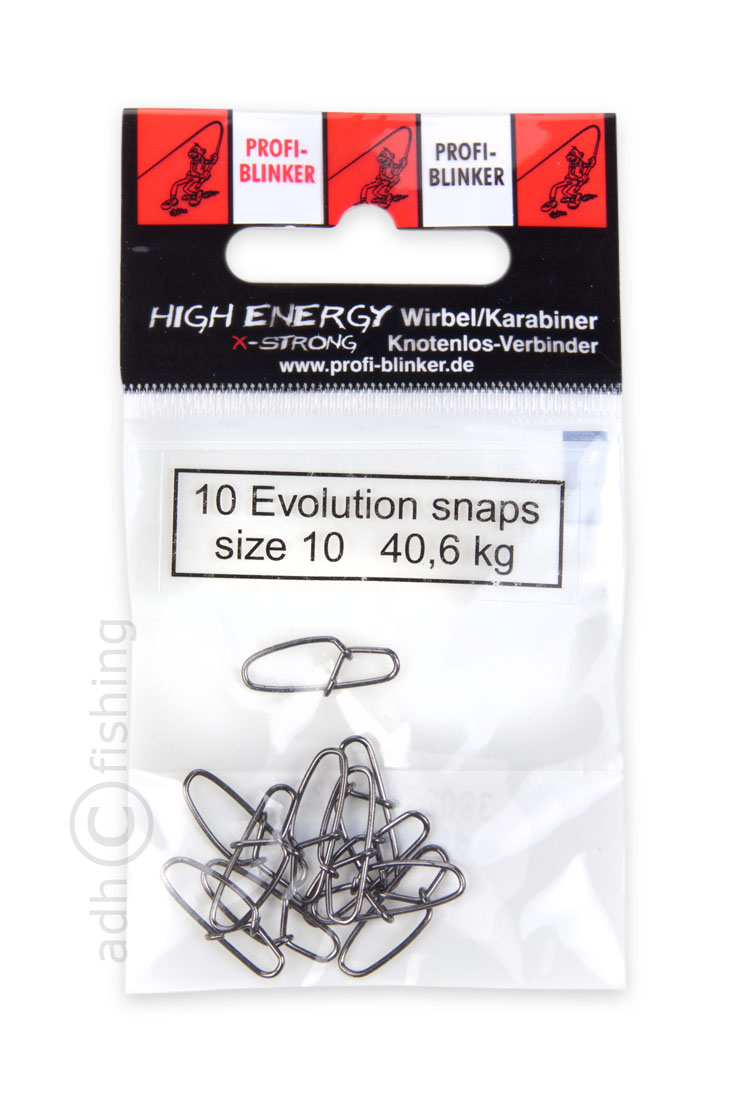 PROFI-
BLINKER
PROFI-
BLINKER
HIGH ENERGY Wirbel/Karabiner
X-STRONG Knotenlos-Verbinder
www.profi-blinker.de
10 Evolution snaps
size 10 40,6 kg
adh © fishing